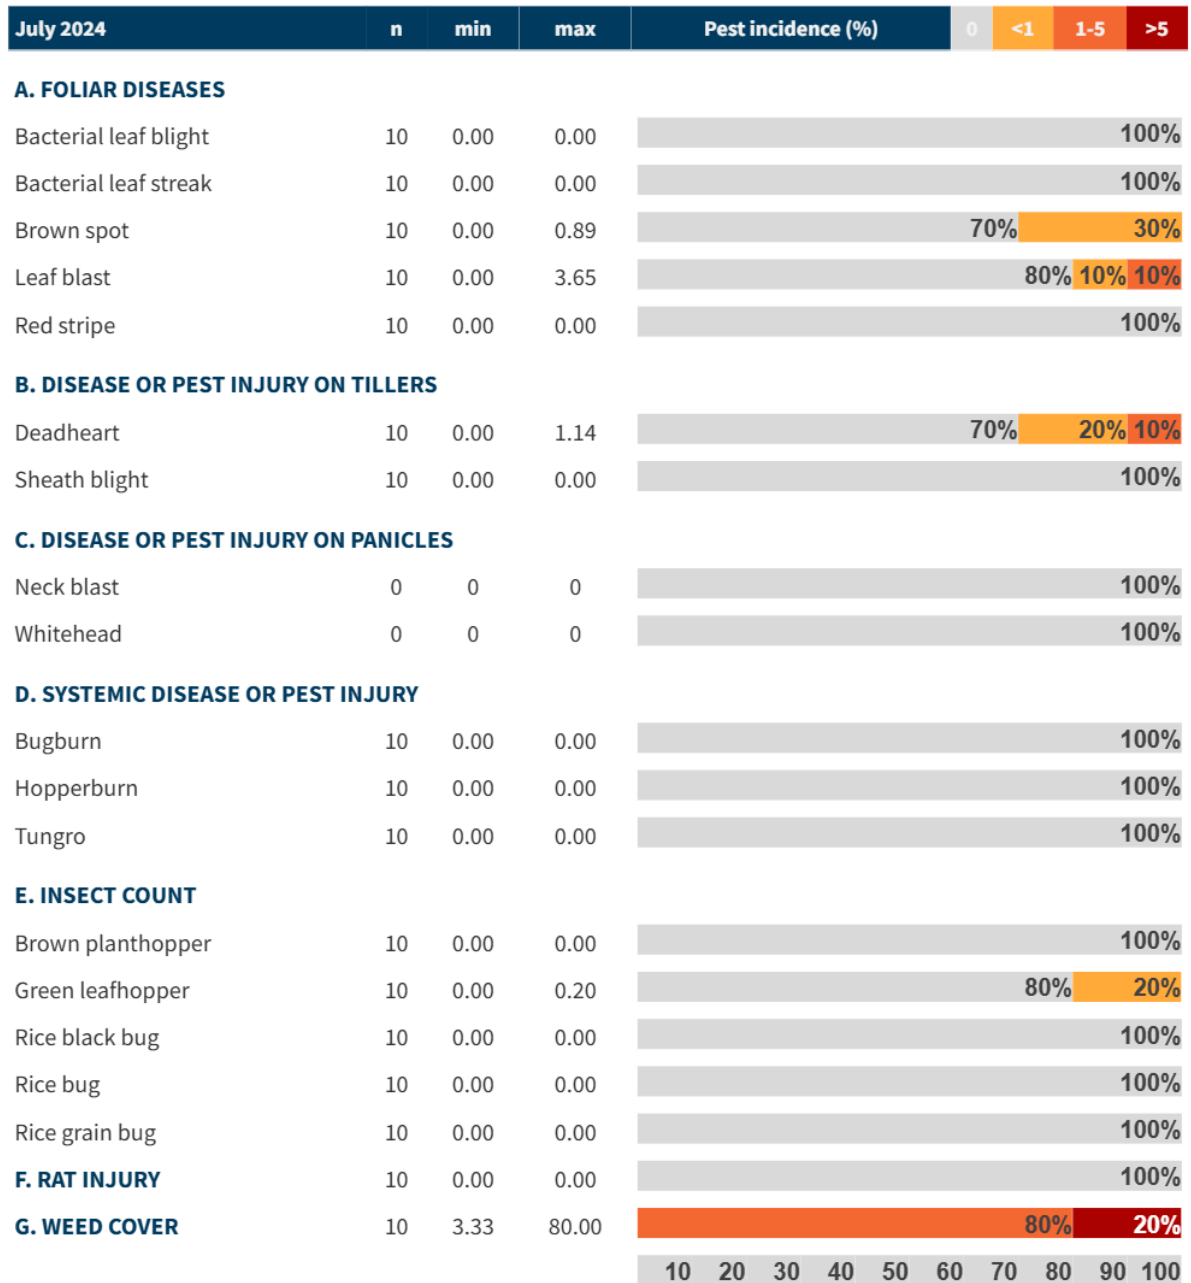 July 2024 n min max Pest incidence (%) 0 <1 1-5 >5
A. FOLIAR DISEASES
Bacterial leaf blight 10 0.00 0.00 100%
Bacterial leaf streak 10 0.00 0.00 100%
Brown spot 10 0.00 0.89 70% 30%
Leaf blast 10 0.00 3.65 80% 10% 10%
Red stripe 10 0.00 0.00 100%
B. DISEASE OR PEST INJURY ON TILLERS
Deadheart 10 0.00 1.14 70% 20% 10%
Sheath blight 10 0.00 0.00 100%
C. DISEASE OR PEST INJURY ON PANICLES
Neck blast 0 0 0 100%
Whitehead 0 0 0 100%
D. SYSTEMIC DISEASE OR PEST INJURY
Bugburn 10 0.00 0.00 100%
Hopperburn 10 0.00 0.00 100%
Tungro 10 0.00 0.00 100%
E. INSECT COUNT
Brown planthopper 10 0.00 0.00 100%
Green leafhopper 10 0.00 0.20 80% 20%
Rice black bug 10 0.00 0.00 100%
Rice bug 10 0.00 0.00 100%
Rice grain bug 10 0.00 0.00 100%
F. RAT INJURY 10 0.00 0.00 100%
G. WEED COVER 10 3.33 80.00 80% 20%
10 20 30 40 50 60 70 80 90 100